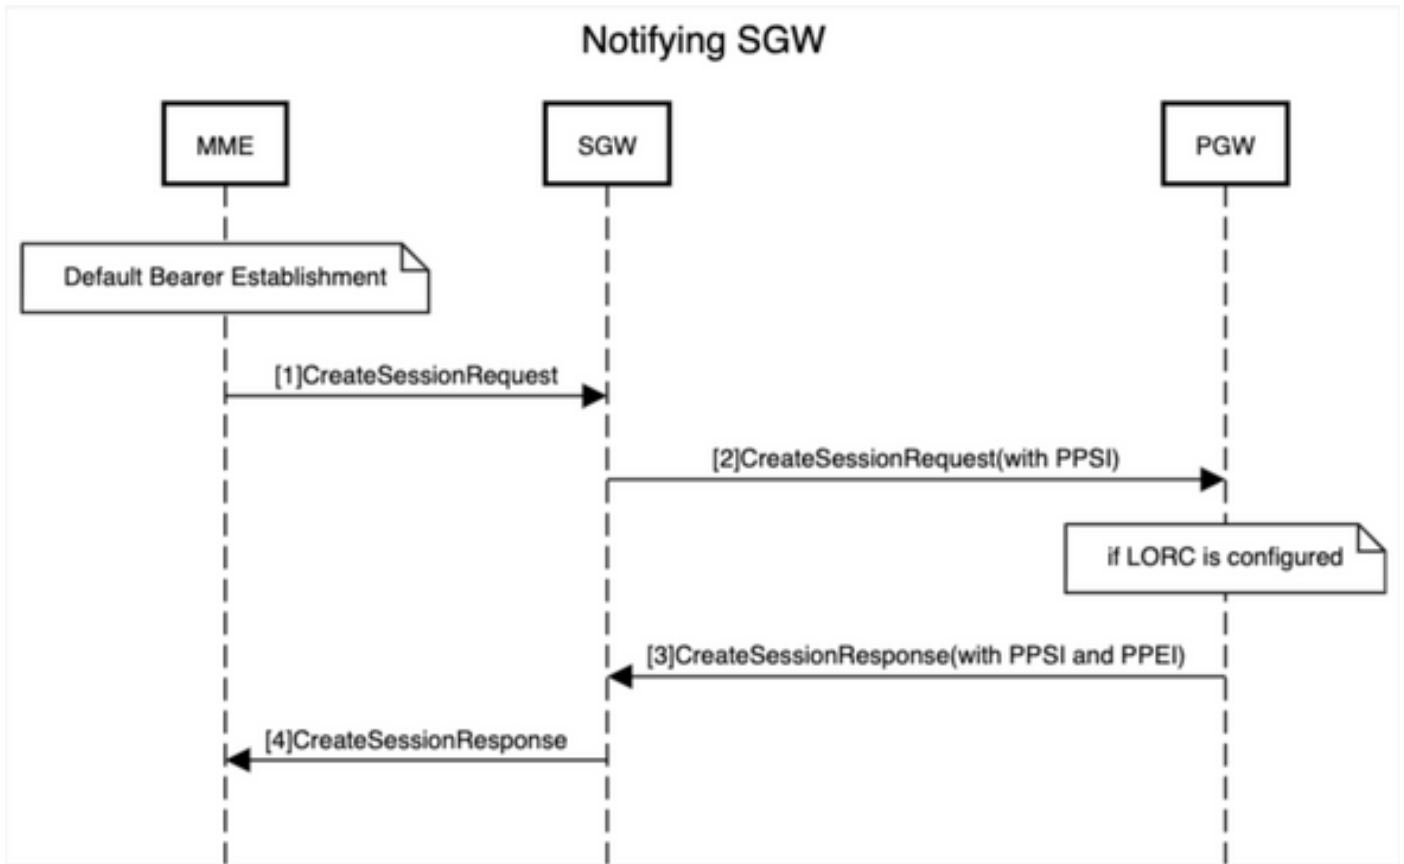 Notifying SGW
MME
SGW
PGW
Default Bearer Establishment
[1]CreateSessionRequest
[2]CreateSessionRequest(with PPSI)
if LORC is configured
[3]CreateSessionResponse(with PPSI and PPEI)
[4]CreateSessionResponse